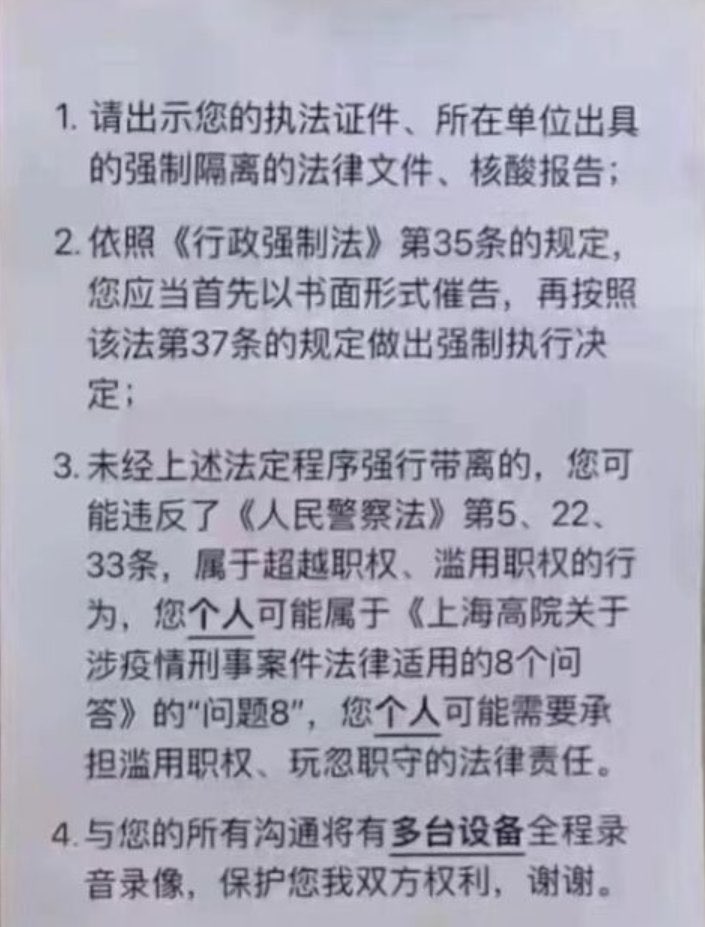 1. 请出示您的执法证件、所在单位出具
的强制隔离的法律文件、核酸报告；
2. 依照《行政强制法》第35条的规定，
您应当首先以书面形式催告，再按照
该法第37条的规定做出强制执行决
定；
3. 未经上述法定程序强行带离的，您可
能违反了《人民警察法》第5、22、
33条，属于超越职权、滥用职权的行
为，您个人可能属于《上海高院关于
涉疫情刑事案件法律适用的8个问
答》的“问题8”，您个人可能需要承
担滥用职权、玩忽职守的法律责任。
4. 与您的所有沟通将有多台设备全程录
音录像，保护您我双方权利，谢谢。